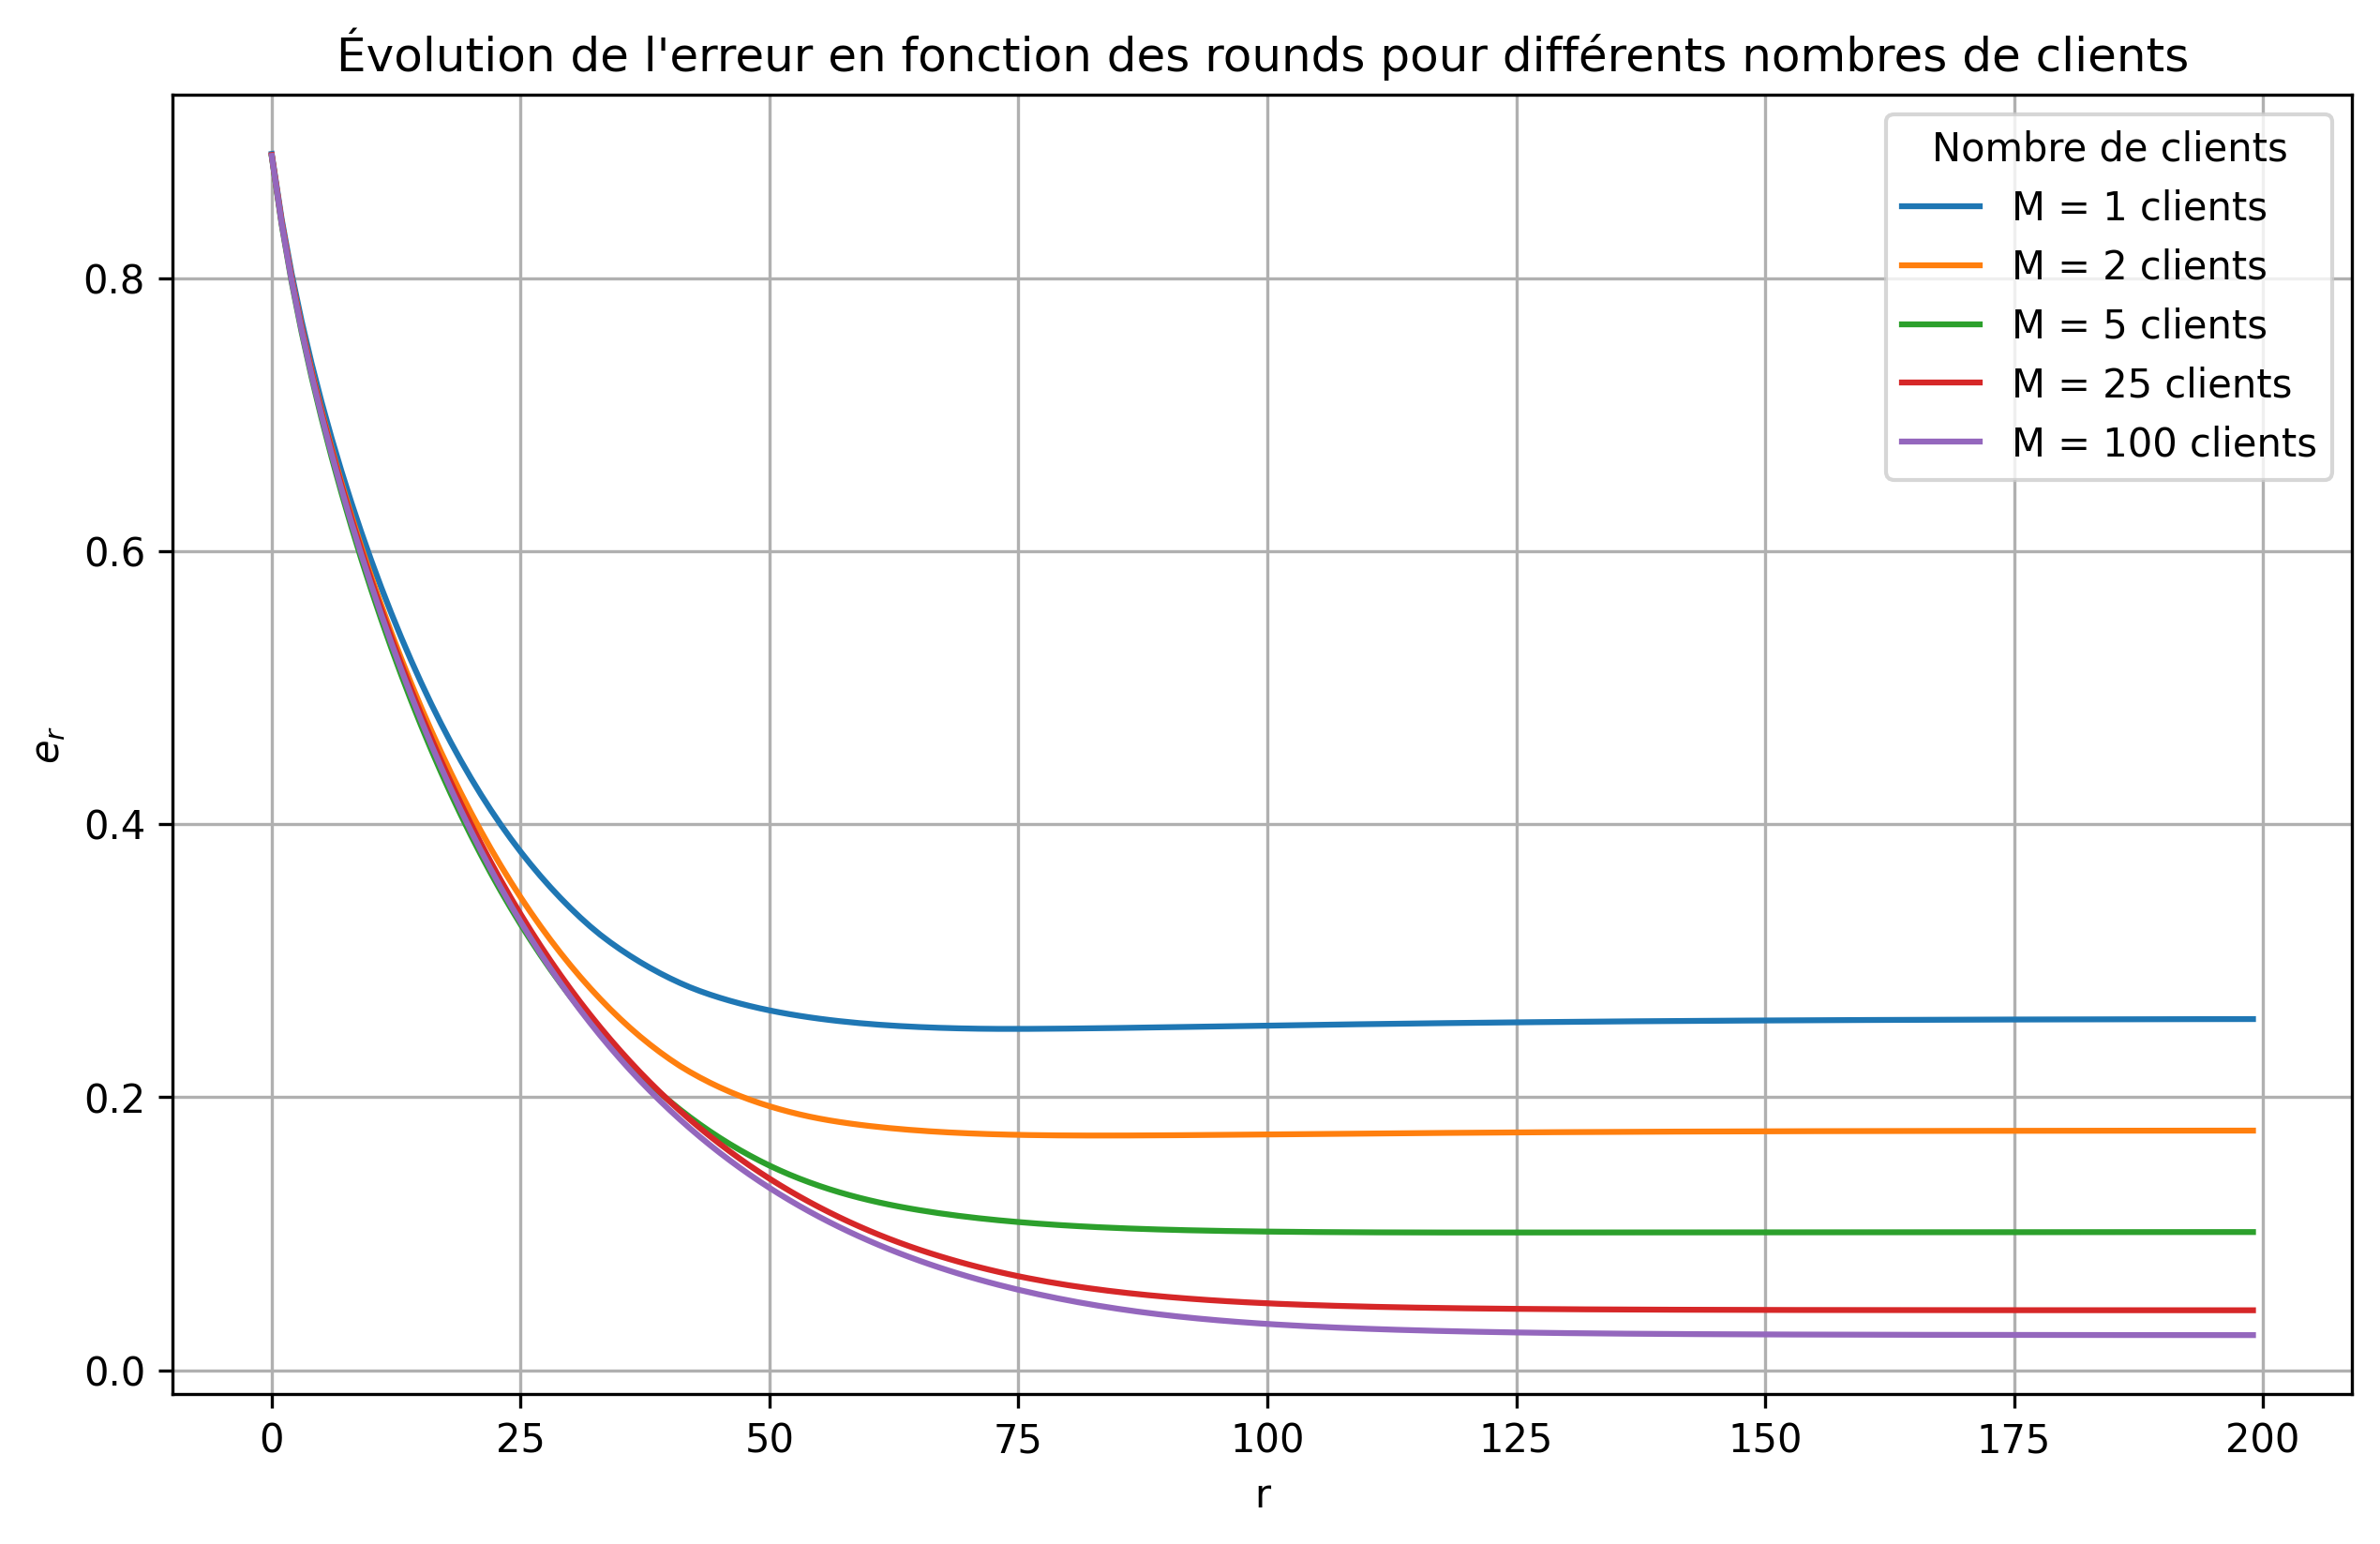 Évolution de l'erreur en fonction des rounds pour différents nombres de clients
Nombre de clients
M = 1 clients
M = 2 clients
M = 5 clients
M = 25 clients
M = 100 clients
0.8
0.6
0.4
0.2
0.0
e_r
0 25 50 75 100 125 150 175 200
r